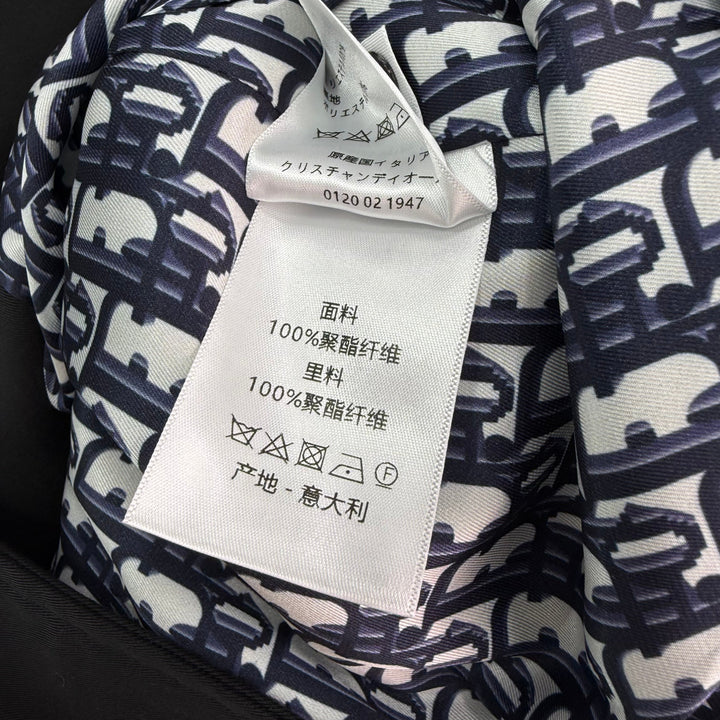 原産国イタリア
クリスチャンディオー
0120 02 1947
面料
100%聚酯纤维
里料
100%聚酯纤维
F
产地 - 意大利